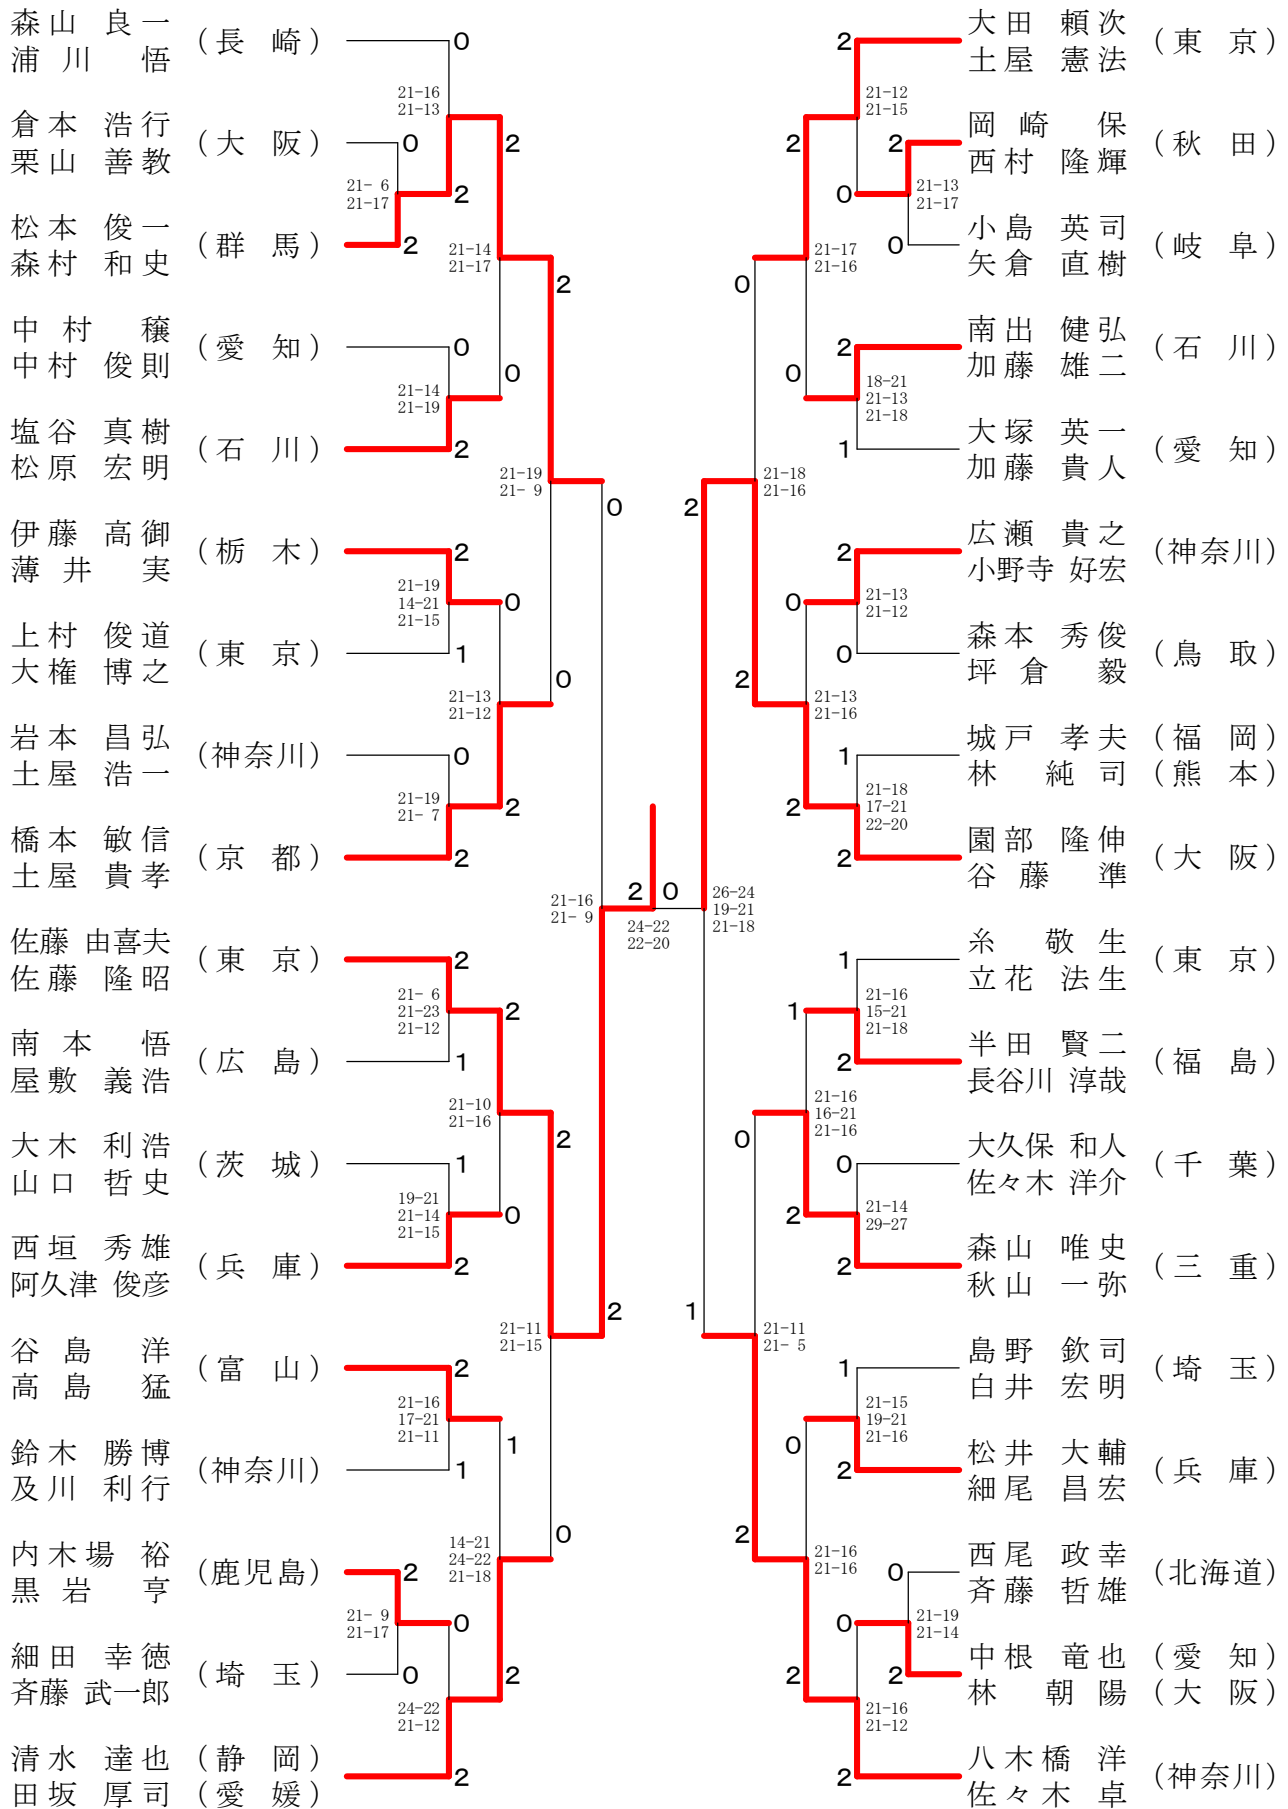 森山 良一
浦川 悟
(長 崎)
0
21-16
21-13
倉本 浩行
栗山 善教
(大 阪)
0
2
21- 6
21-17
2
松本 俊一
森村 和史
(群 馬)
2
21-14
21-17
2
中村 穣
中村 俊則
(愛 知)
0
0
21-14
21-19
塩谷 真樹
松原 宏明
(石 川)
2
21-19
21- 9
0
伊藤 高御
薄井 実
(栃 木)
2
21-19
14-21
21-15
0
上村 俊道
大権 博之
(東 京)
1
0
21-13
21-12
岩本 昌弘
土屋 浩一
(神奈川)
0
21-19
21- 7
2
橋本 敏信
土屋 貴孝
(京 都)
2
21-16
21- 9
2
0
24-22
22-20
佐藤 由喜夫
佐藤 隆昭
(東 京)
2
21- 6
21-23
21-12
2
南本 悟
屋敷 義浩
(広 島)
1
21-10
21-16
2
大木 利浩
山口 哲史
(茨 城)
1
19-21
21-14
21-15
0
西垣 秀雄
阿久津 俊彦
(兵 庫)
2
2
21-11
21-15
谷島 洋
高島 猛
(富 山)
2
21-16
17-21
21-11
1
鈴木 勝博
及川 利行
(神奈川)
1
0
14-21
24-22
21-18
内木場 裕
黒岩 亨
(鹿児島)
2
21- 9
21-17
0
細田 幸徳
斉藤 武一郎
(埼 玉)
0
2
24-22
21-12
清水 達也
田坂 厚司
(静 岡)
(愛 媛)
2
2
大田 頼次
土屋 憲法
(東 京)
21-12
21-15
2
2
岡崎 保
西村 隆輝
(秋 田)
0
21-13
21-17
0
小島 英司
矢倉 直樹
(岐 阜)
21-17
21-16
0
2
南出 健弘
加藤 雄二
(石 川)
0
18-21
21-13
21-18
1
大塚 英一
加藤 貴人
(愛 知)
21-18
21-16
2
2
広瀬 貴之
小野寺 好宏
(神奈川)
0
21-13
21-12
0
森本 秀俊
坪倉 毅
(鳥 取)
2
21-13
21-16
1
城戸 孝夫
林 純司
(福 岡)
(熊 本)
21-18
17-21
22-20
2
2
園部 隆伸
谷藤 準
(大 阪)
26-24
19-21
21-18
1
糸 敬生
立花 法生
(東 京)
21-16
15-21
21-18
1
2
半田 賢二
長谷川 淳哉
(福 島)
21-16
16-21
21-16
0
0
大久保 和人
佐々木 洋介
(千 葉)
21-14
29-27
2
2
森山 唯史
秋山 一弥
(三 重)
1
21-11
21- 5
1
島野 欽司
白井 宏明
(埼 玉)
21-15
19-21
21-16
0
2
松井 大輔
細尾 昌宏
(兵 庫)
2
21-16
21-16
0
西尾 政幸
斉藤 哲雄
(北海道)
0
21-19
21-14
2
中根 竜也
林 朝陽
(愛 知)
(大 阪)
2
21-16
21-12
2
八木橋 洋
佐々木 卓
(神奈川)